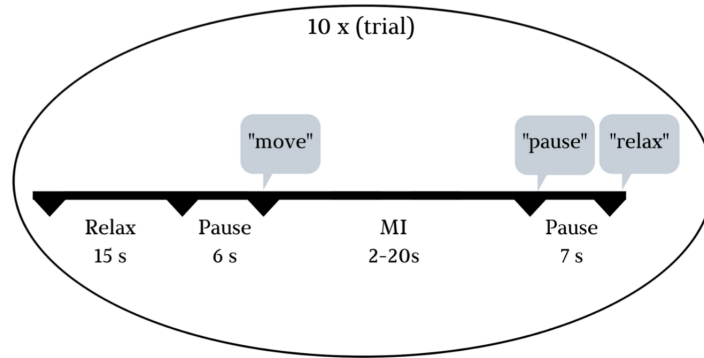 10 x (trial)
"move"
"pause"
"relax"
Relax
15 s
Pause
6 s
MI
2-20s
Pause
7 s